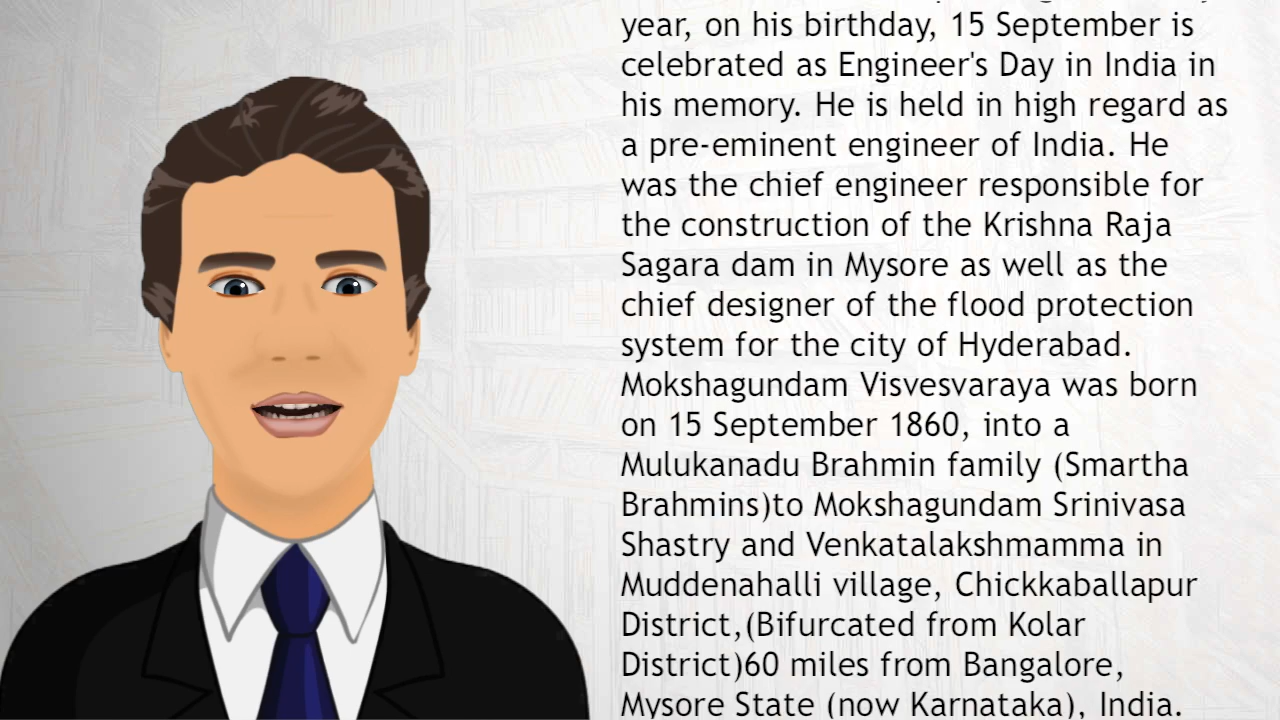 year, on his birthday, 15 September is
celebrated as Engineer's Day in India in
his memory. He is held in high regard as
a pre-eminent engineer of India. He
was the chief engineer responsible for
the construction of the Krishna Raja
Sagara dam in Mysore as well as the
chief designer of the flood protection
system for the city of Hyderabad.
Mokshagundam Visvesvaraya was born
on 15 September 1860, into a
Mulukanadu Brahmin family (Smartha
Brahmins)to Mokshagundam Srinivasa
Shastry and Venkatalakshmamma in
Muddenahalli village, Chickkaballapur
District,(Bifurcated from Kolar
District)60 miles from Bangalore,
Mysore State (now Karnataka), India.